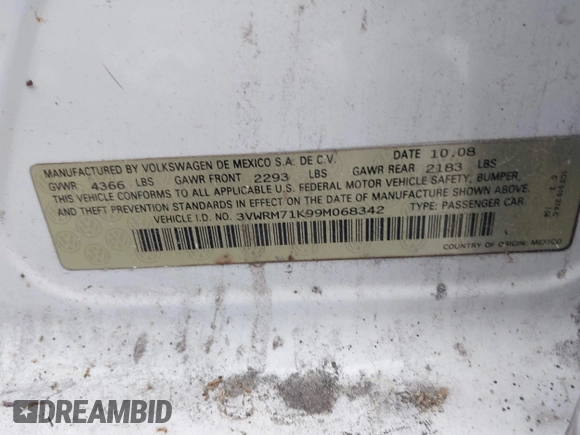 MANUFACTURED BY VOLKSWAGEN DE MEXICO S.A. DE C.V. DATE 10.08
GVWR 4366 LBS GAWR FRONT 2293 LBS GAWR REAR 2183 LBS
THIS VEHICLE CONFORMS TO ALL APPLICABLE U.S. FEDERAL MOTOR VEHICLE SAFETY, BUMPER,
AND THEFT PREVENTION STANDARDS IN EFFECT ON THE DATE OF MANUFACTURE SHOWN ABOVE.
VEHICLE I.D. NO. 3VWRM71K99M068342 TYPE: PASSENGER CAR
COUNTRY OF ORIGIN: MEXICO
DREAMBID